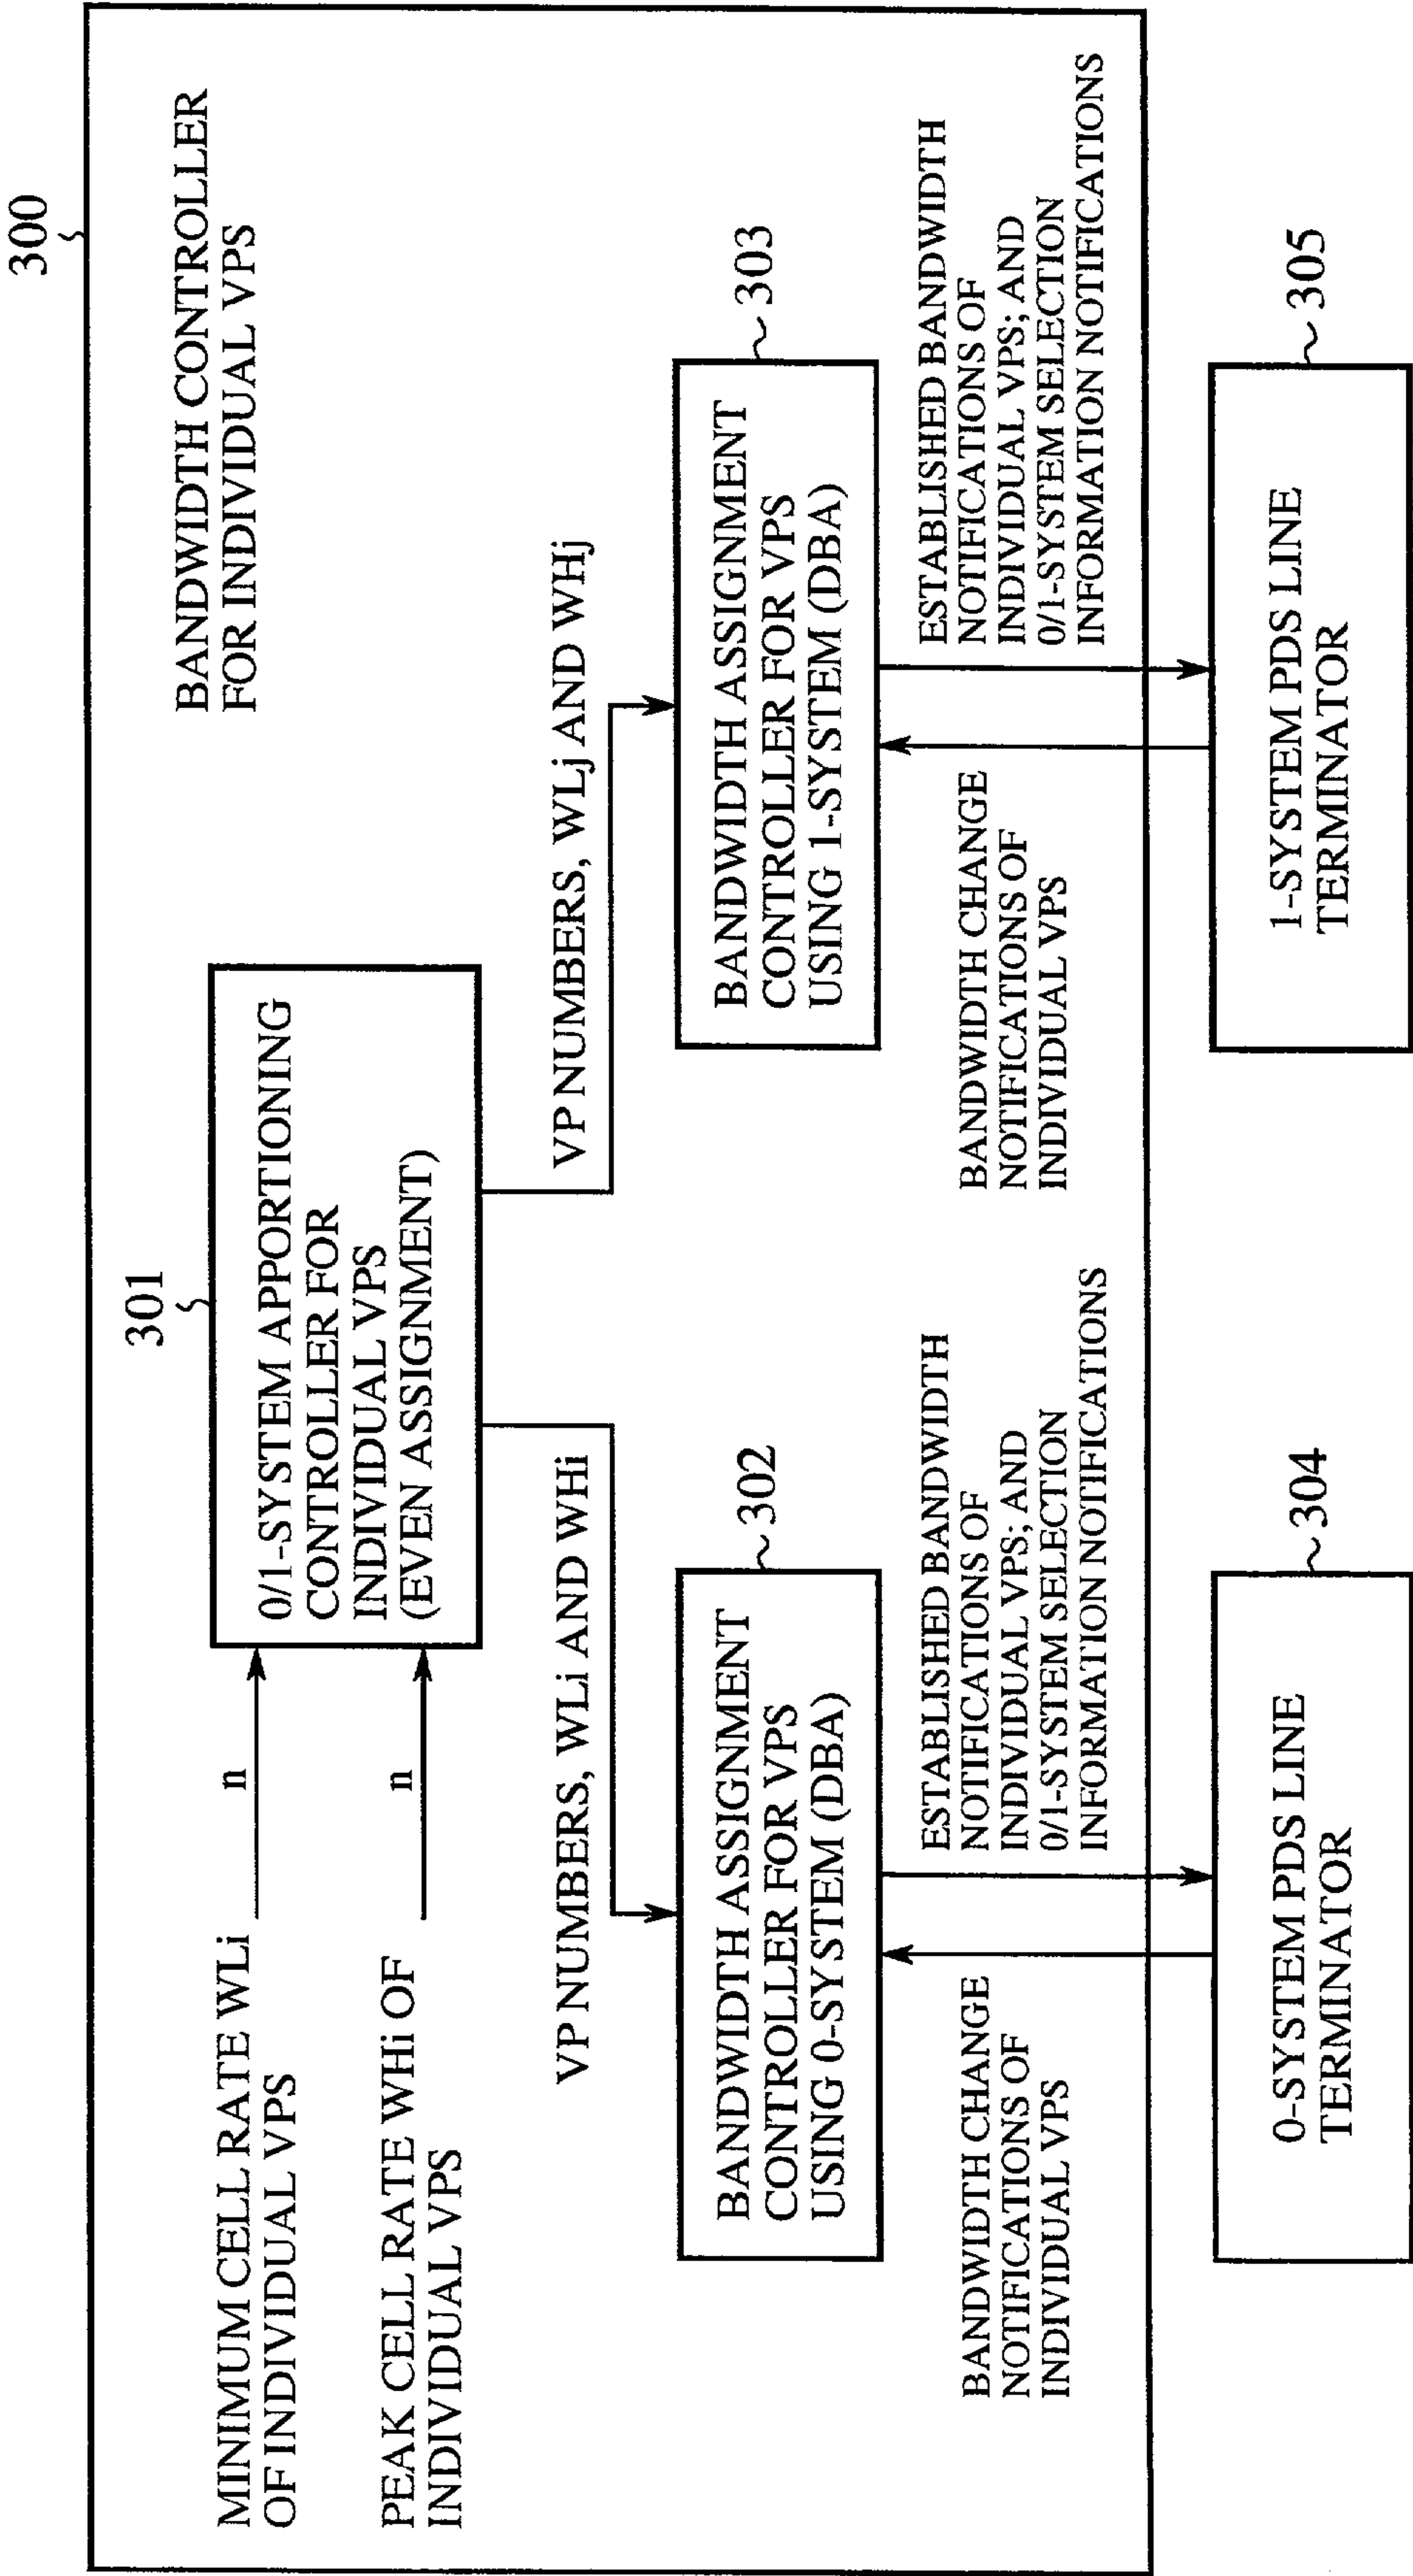 300
BANDWIDTH CONTROLLER
FOR INDIVIDUAL VPS
301
MINIMUM CELL RATE WLi
OF INDIVIDUAL VPS
n
PEAK CELL RATE WHi OF
INDIVIDUAL VPS
n
0/1-SYSTEM APPORTIONING
CONTROLLER FOR
INDIVIDUAL VPS
(EVEN ASSIGNMENT)
VP NUMBERS, WLi AND WHi
VP NUMBERS, WLj AND WHj
302
BANDWIDTH ASSIGNMENT
CONTROLLER FOR VPS
USING 0-SYSTEM (DBA)
303
BANDWIDTH ASSIGNMENT
CONTROLLER FOR VPS
USING 1-SYSTEM (DBA)
BANDWIDTH CHANGE
NOTIFICATIONS OF
INDIVIDUAL VPS
ESTABLISHED BANDWIDTH
NOTIFICATIONS OF
INDIVIDUAL VPS; AND
0/1-SYSTEM SELECTION
INFORMATION NOTIFICATIONS
BANDWIDTH CHANGE
NOTIFICATIONS OF
INDIVIDUAL VPS
ESTABLISHED BANDWIDTH
NOTIFICATIONS OF
INDIVIDUAL VPS; AND
0/1-SYSTEM SELECTION
INFORMATION NOTIFICATIONS
304
0-SYSTEM PDS LINE
TERMINATOR
305
1-SYSTEM PDS LINE
TERMINATOR